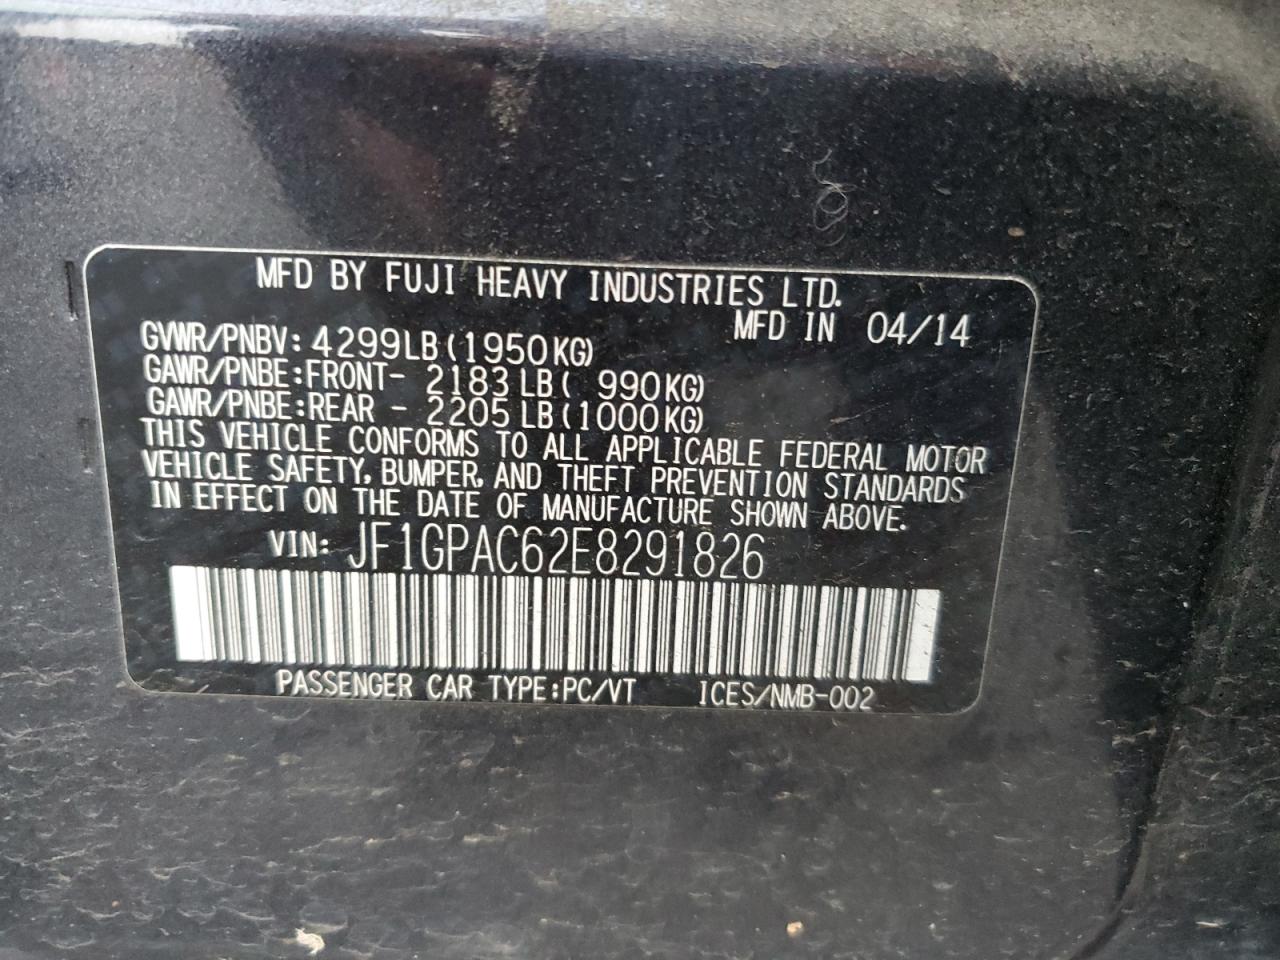 MFD BY FUJI HEAVY INDUSTRIES LTD.
MFD IN 04/14
GVWR/PNBV: 4299LB(1950KG)
GAWR/PNBE:FRONT- 2183LB( 990KG)
GAWR/PNBE:REAR - 2205LB(1000KG)
THIS VEHICLE CONFORMS TO ALL APPLICABLE FEDERAL MOTOR
VEHICLE SAFETY, BUMPER, AND THEFT PREVENTION STANDARDS
IN EFFECT ON THE DATE OF MANUFACTURE SHOWN ABOVE.
VIN: JF1GPAC62E8291826
PASSENGER CAR TYPE:PC/VT ICES/NMB-002